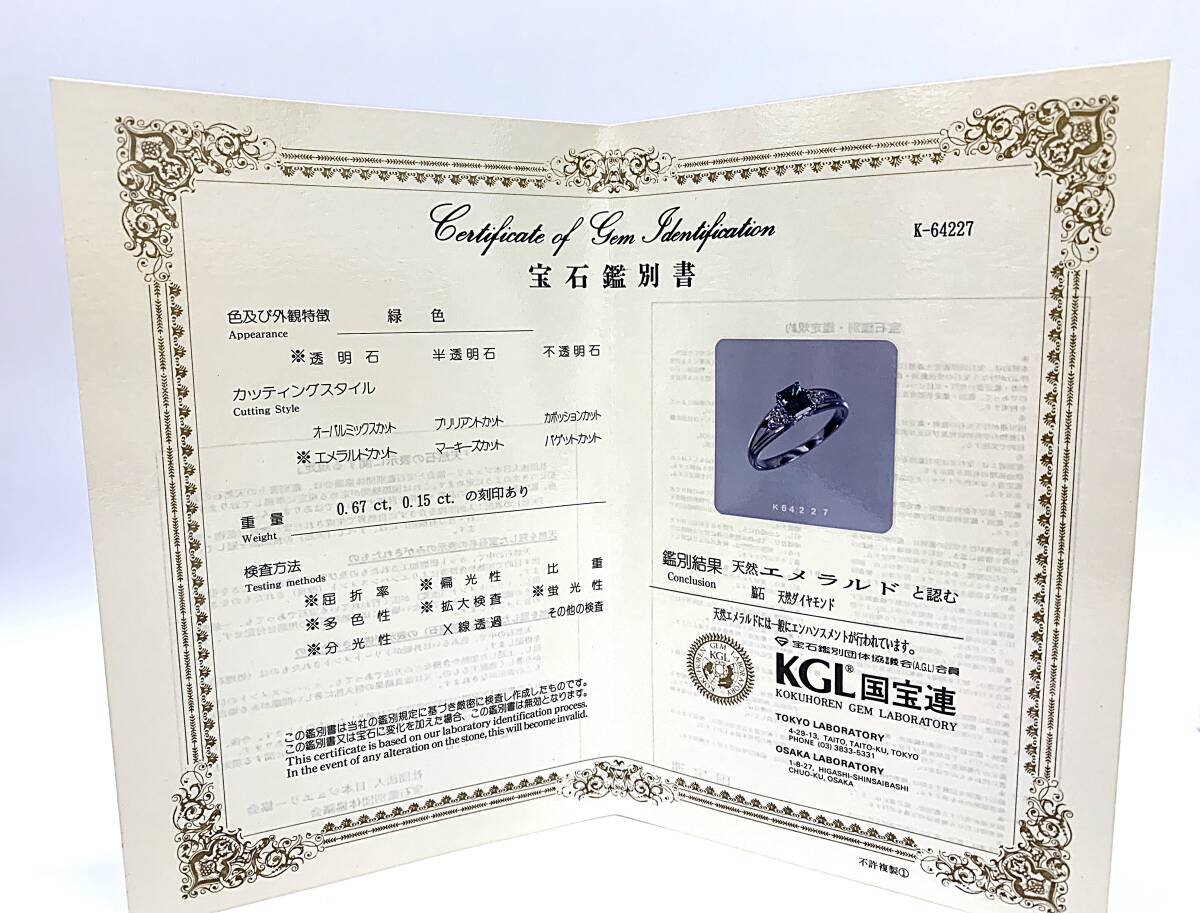 Certificate of Gem Identification
K-64227
宝石鑑別書
色及び外観特徴 緑色
Appearance
※透明石 半透明石 不透明石
カッティングスタイル
Cutting Style
オーバルミックスカット ブリリアントカット カボッションカット
※エメラルドカット マーキーズカット バゲットカット
重量 0.67 ct, 0.15 ct. の刻印あり
Weight
検査方法
Testing methods
※屈折率 ※偏光性 比重
※多色性 ※拡大検査 ※蛍光性
※分光性 X線透過 その他の検査
この鑑別書は当社の鑑別規定に基づき厳密に検査し作成したものです。
この鑑別書又は宝石に変化を加えた場合、この鑑別書は無効となります。
This certificate is based on our laboratory identification process.
In the event of any alteration on the stone, this will become invalid.
K64227
鑑別結果 天然エメラルドと認む
Conclusion 脇石 天然ダイヤモンド
天然エメラルドには一般にエンハンスメントが行われています。
宝石鑑別団体協議会(A.G.L)会員
KGL®国宝連
KOKUHOREN GEM LABORATORY
TOKYO LABORATORY
4-29-13, TAITO, TAITO-KU, TOKYO
PHONE (03) 3833-5331
OSAKA LABORATORY
1-8-27, HIGASHI-SHINSAIBASHI
CHUO-KU, OSAKA
不許複製①